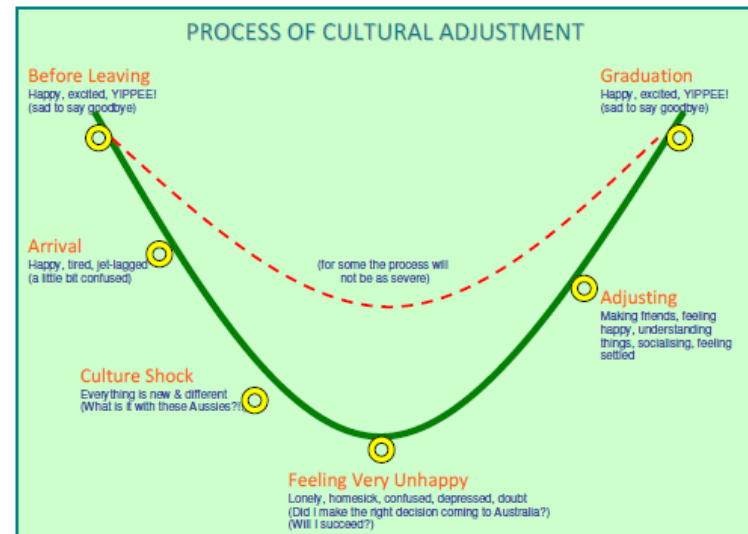 PROCESS OF CULTURAL ADJUSTMENT
Before Leaving
Happy, excited, YIPPEE!
(sad to say goodbye)
Graduation
Happy, excited, YIPPEE!
(sad to say goodbye)
Arrival
Happy, tired, jet-lagged
(a little bit confused)
(for some the process will
not be as severe)
Adjusting
Making friends, feeling
happy, understanding
things, socialising, feeling
settled
Culture Shock
Everything is new & different
(What is it with these Aussies?!)
Feeling Very Unhappy
Lonely, homesick, confused, depressed, doubt
(Did I make the right decision coming to Australia?)
(Will I succeed?)